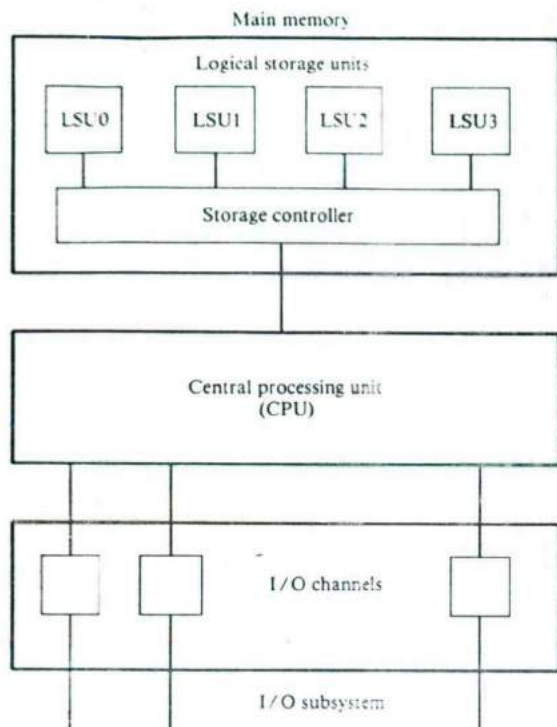 Main memory
Logical storage units
LSU0 LSU1 LSU2 LSU3
Storage controller
Central processing unit
(CPU)
I/O channels
I/O subsystem